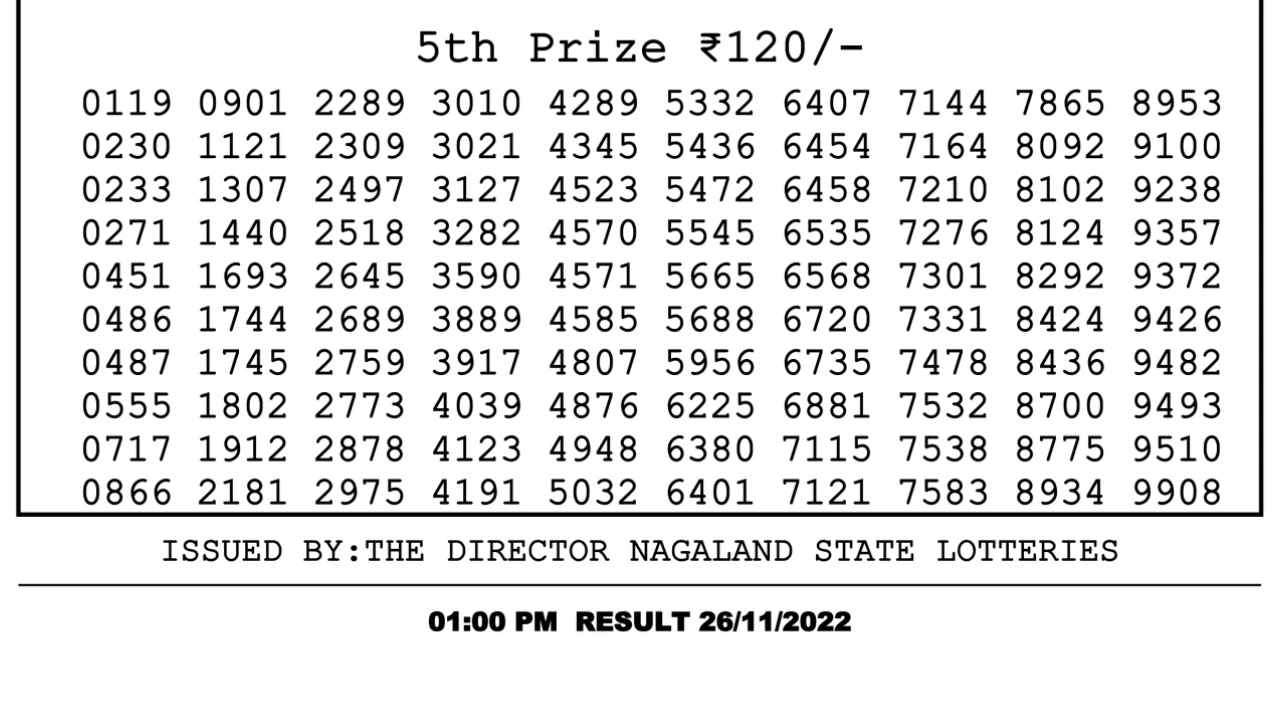 5th Prize ₹120/-
0119 0901 2289 3010 4289 5332 6407 7144 7865 8953
0230 1121 2309 3021 4345 5436 6454 7164 8092 9100
0233 1307 2497 3127 4523 5472 6458 7210 8102 9238
0271 1440 2518 3282 4570 5545 6535 7276 8124 9357
0451 1693 2645 3590 4571 5665 6568 7301 8292 9372
0486 1744 2689 3889 4585 5688 6720 7331 8424 9426
0487 1745 2759 3917 4807 5956 6735 7478 8436 9482
0555 1802 2773 4039 4876 6225 6881 7532 8700 9493
0717 1912 2878 4123 4948 6380 7115 7538 8775 9510
0866 2181 2975 4191 5032 6401 7121 7583 8934 9908
ISSUED BY:THE DIRECTOR NAGALAND STATE LOTTERIES
01:00 PM RESULT 26/11/2022